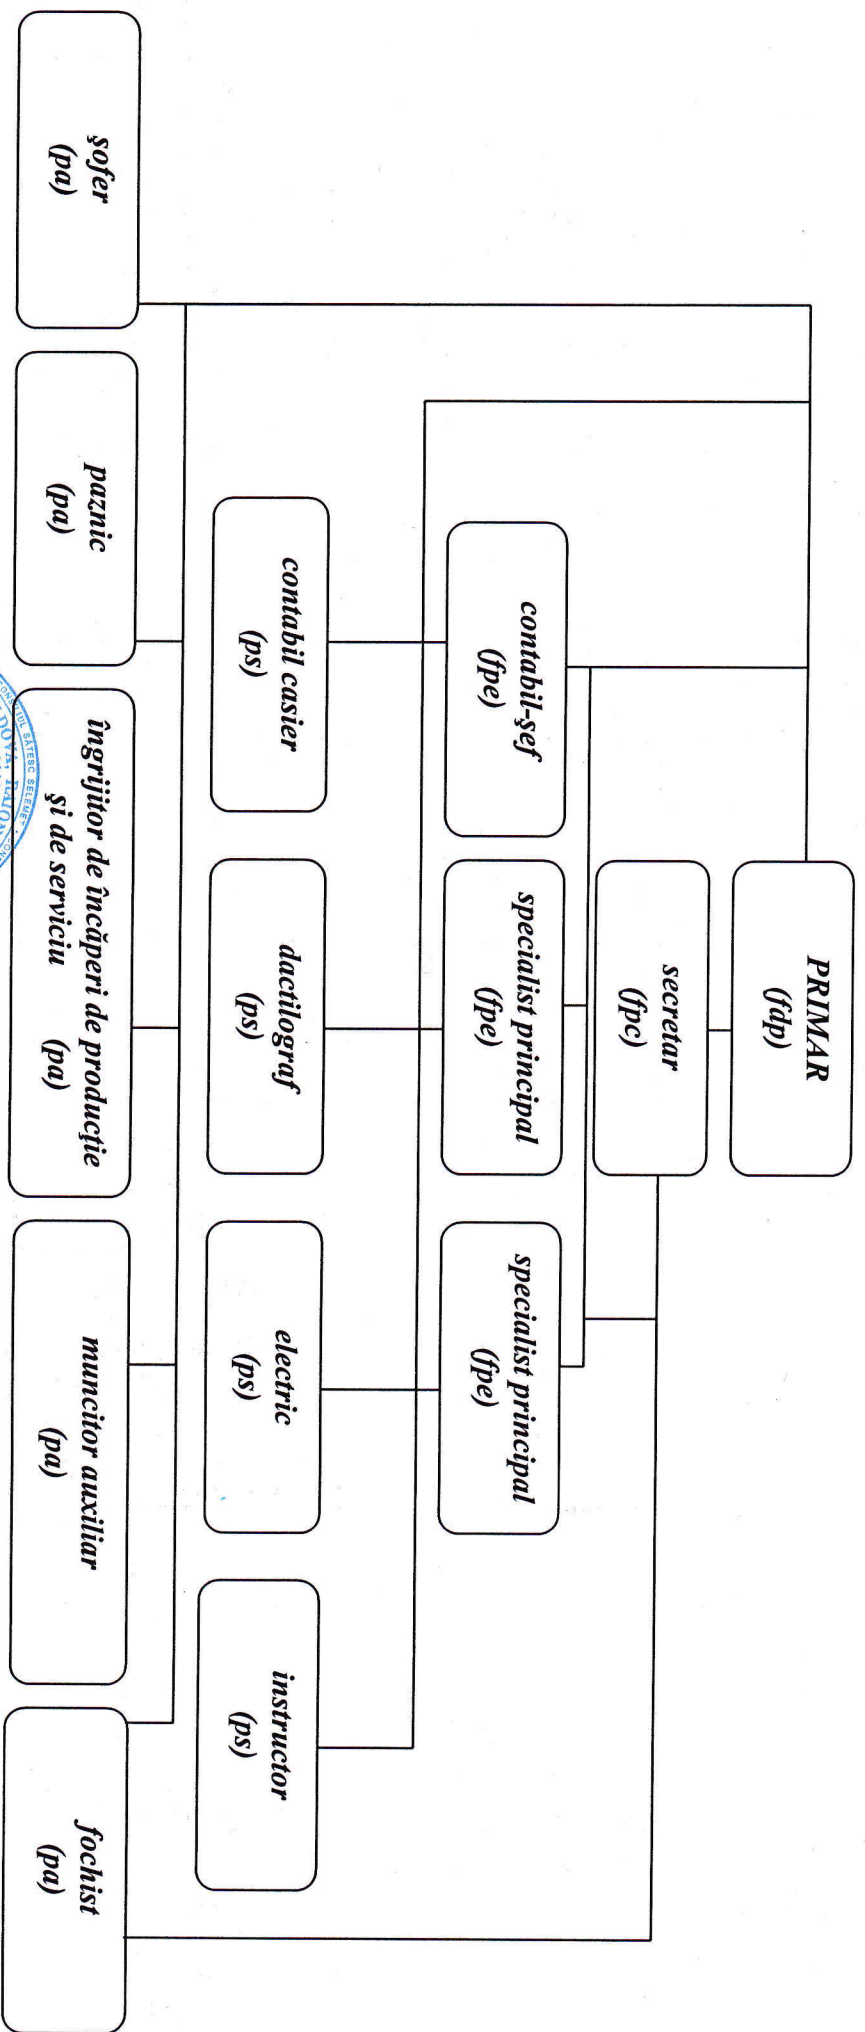 PRIMAR
(fdp)
secretar
(fpc)
contabil-şef
(fpe)
specialist principal
(fpe)
specialist principal
(fpe)
contabil casier
(ps)
dactilograf
(ps)
electric
(ps)
instructor
(ps)
şofer
(pa)
paznic
(pa)
îngrijitor de încăperi de producţie
şi de serviciu (pa)
muncitor auxiliar
(pa)
fochist
(pa)
SĂTESC SELEMET